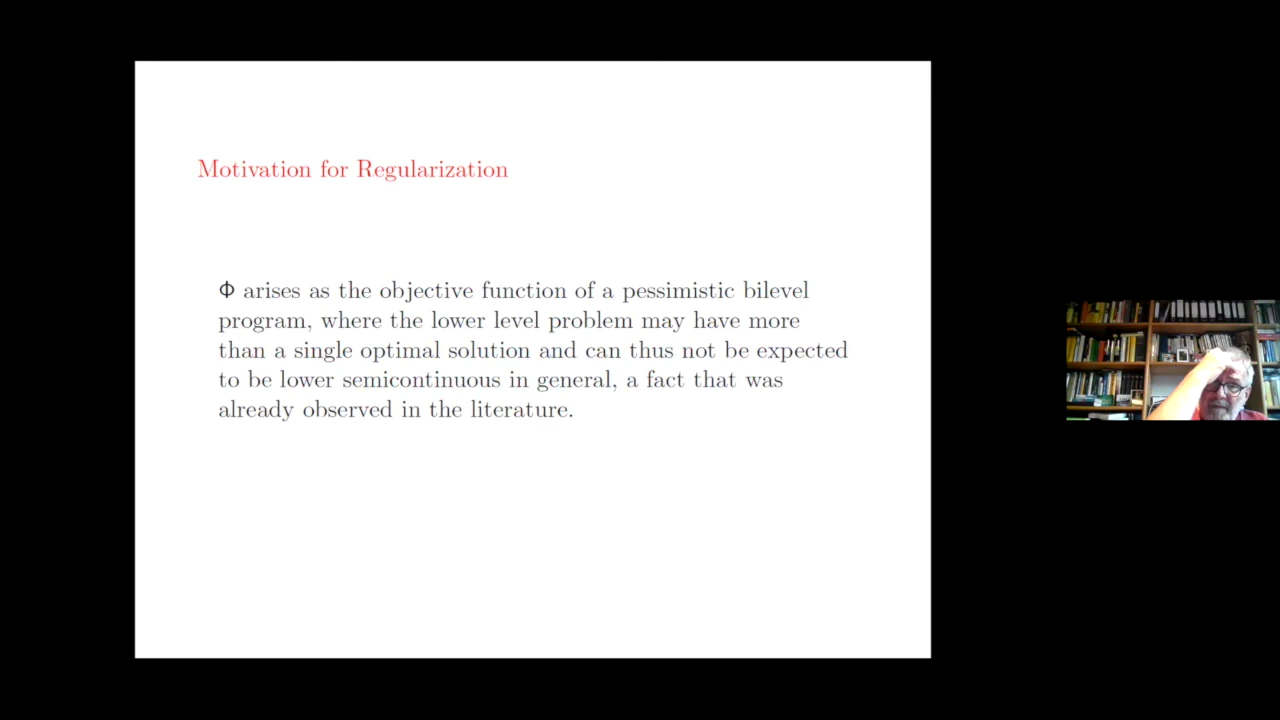 Motivation for Regularization
Φ arises as the objective function of a pessimistic bilevel
program, where the lower level problem may have more
than a single optimal solution and can thus not be expected
to be lower semicontinuous in general, a fact that was
already observed in the literature.